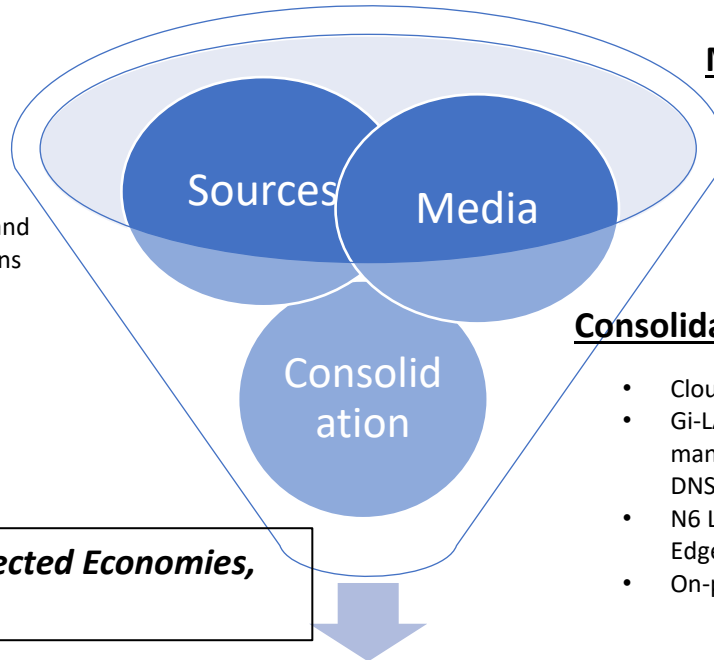 Sources
Media
and
ns
Consolid
ation
Consolida
• Clou
• Gi-L
man
DNS
• N6 L
Edge
• On-p
ected Economies,